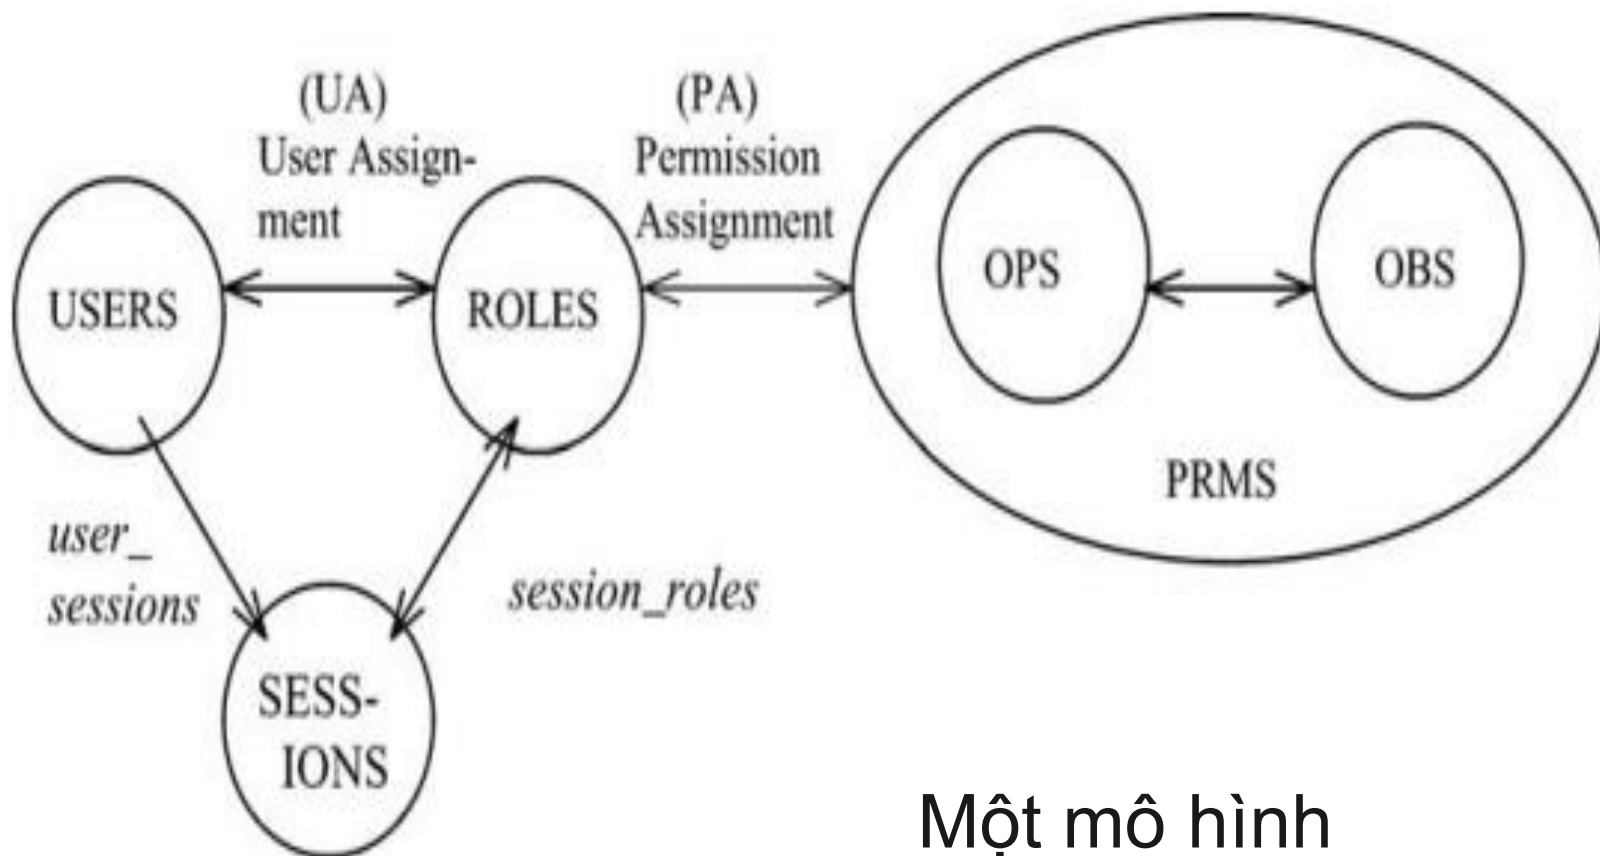 (UA)
User Assign-
ment
(PA)
Permission
Assignment
USERS
ROLES
OPS
OBS
PRMS
user_
sessions
session_roles
SESS-
IONS
Một mô hình